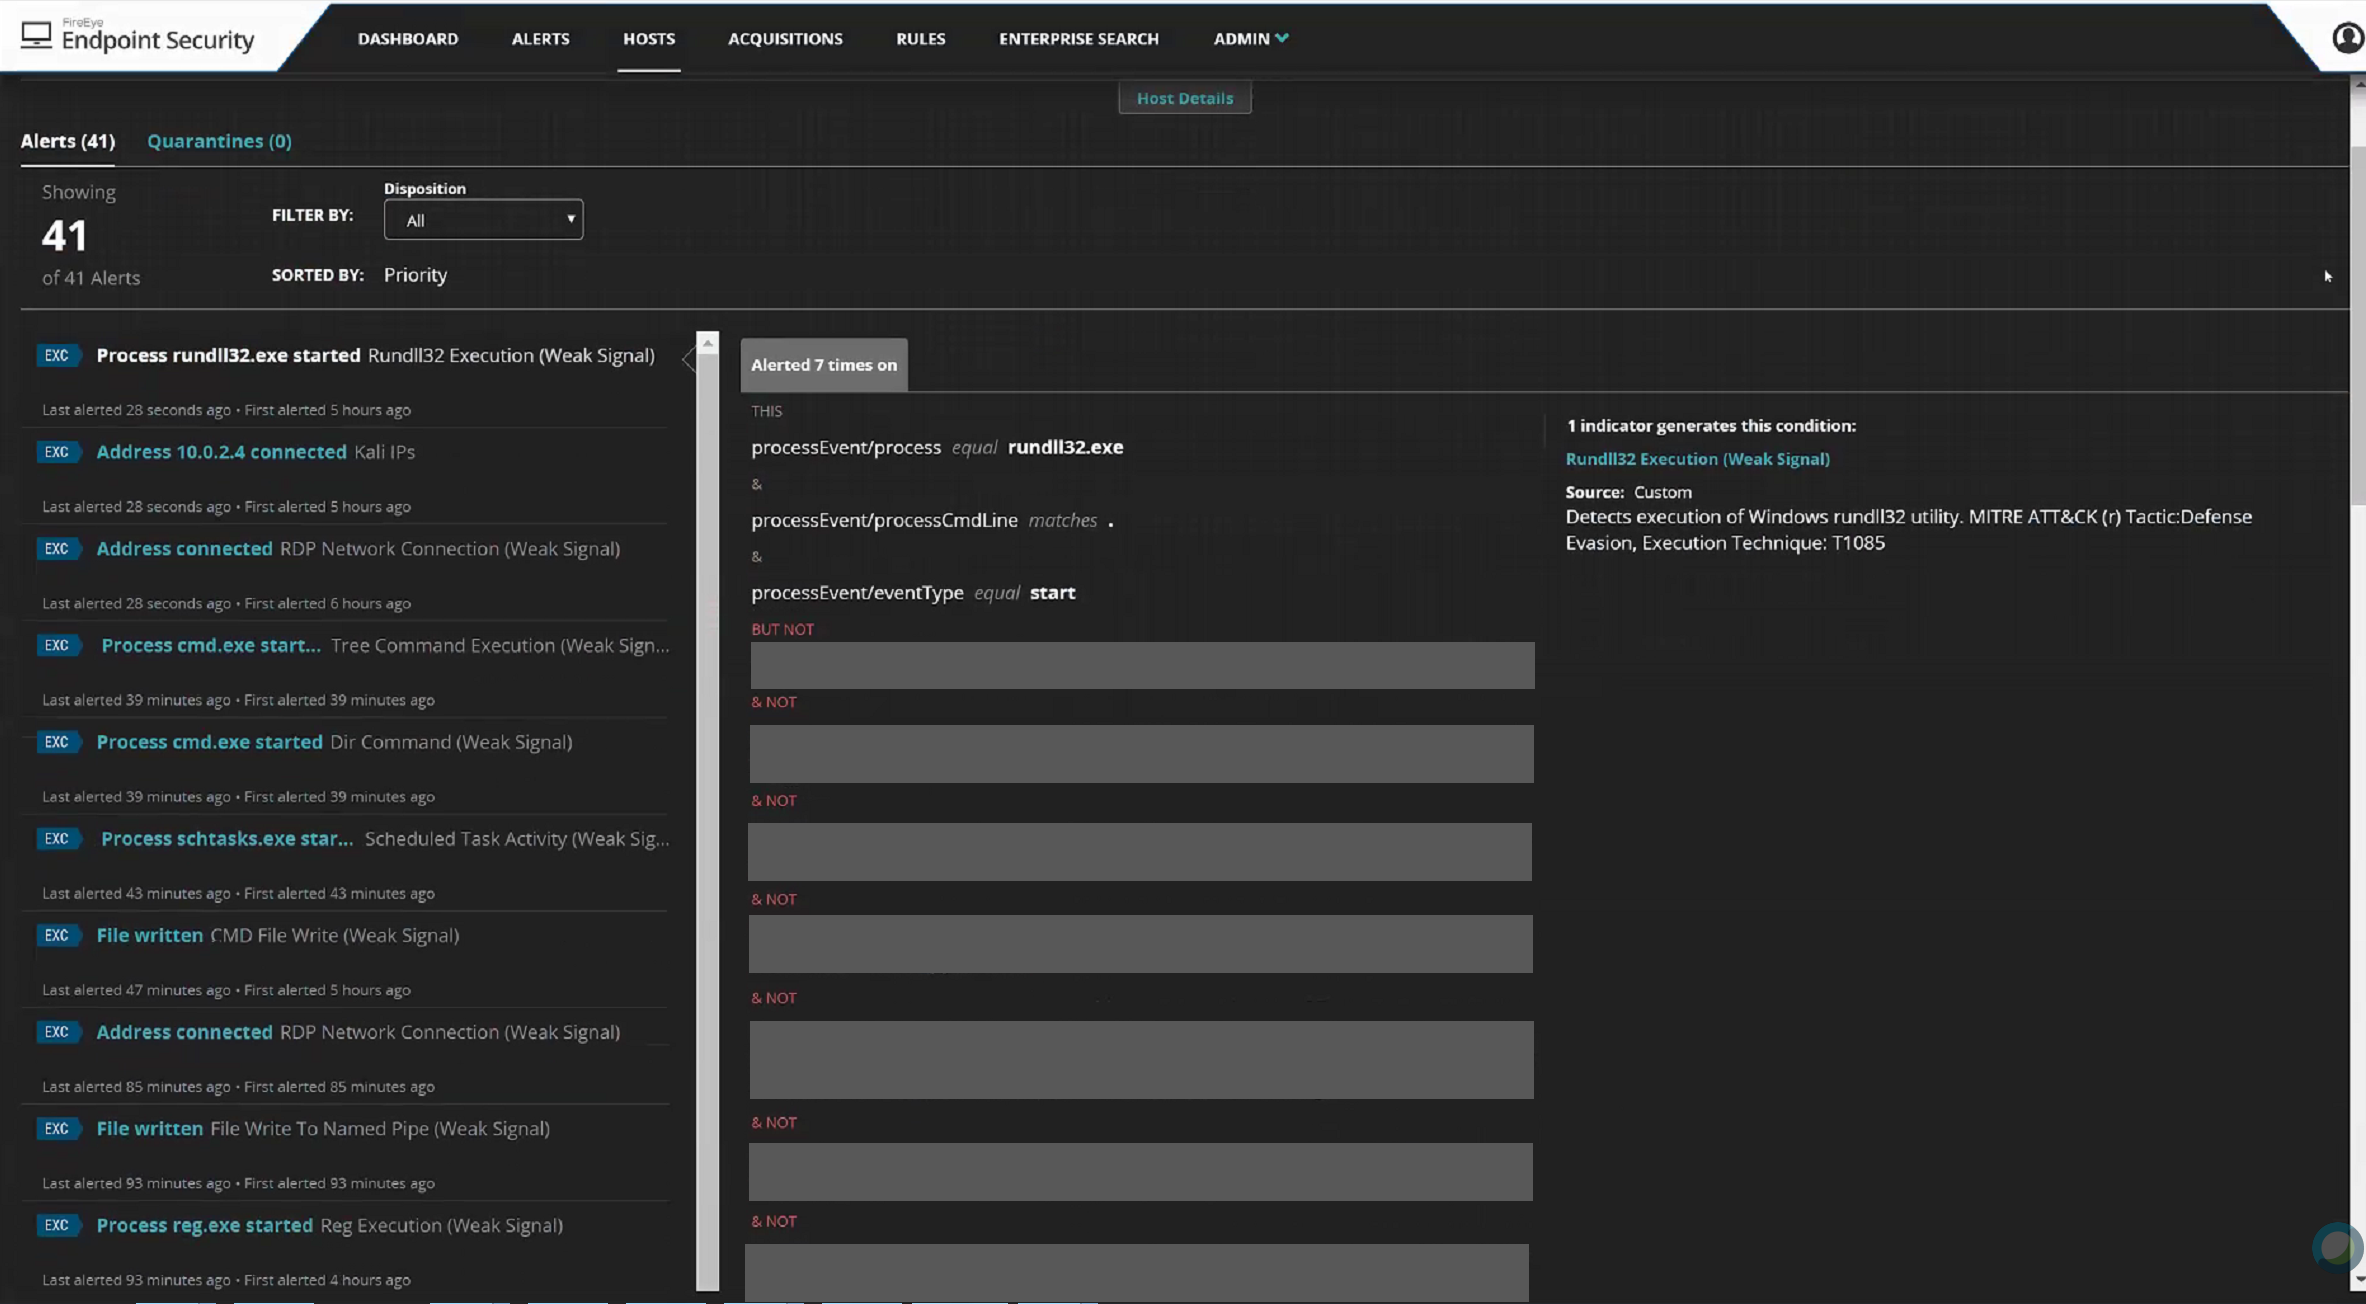 FireEye
Endpoint Security
DASHBOARD ALERTS HOSTS ACQUISITIONS RULES ENTERPRISE SEARCH ADMIN
Host Details
Alerts (41) Quarantines (0)
Showing
41
of 41 Alerts
FILTER BY:
Disposition
All
SORTED BY: Priority
EXC Process rundll32.exe started Rundll32 Execution (Weak Signal)
Last alerted 28 seconds ago • First alerted 5 hours ago
EXC Address 10.0.2.4 connected Kali IPs
Last alerted 28 seconds ago • First alerted 5 hours ago
EXC Address connected RDP Network Connection (Weak Signal)
Last alerted 28 seconds ago • First alerted 6 hours ago
EXC Process cmd.exe start... Tree Command Execution (Weak Sign...
Last alerted 39 minutes ago • First alerted 39 minutes ago
EXC Process cmd.exe started Dir Command (Weak Signal)
Last alerted 39 minutes ago • First alerted 39 minutes ago
EXC Process schtasks.exe star... Scheduled Task Activity (Weak Sig...
Last alerted 43 minutes ago • First alerted 43 minutes ago
EXC File written CMD File Write (Weak Signal)
Last alerted 47 minutes ago • First alerted 5 hours ago
EXC Address connected RDP Network Connection (Weak Signal)
Last alerted 85 minutes ago • First alerted 85 minutes ago
EXC File written File Write To Named Pipe (Weak Signal)
Last alerted 93 minutes ago • First alerted 93 minutes ago
EXC Process reg.exe started Reg Execution (Weak Signal)
Last alerted 93 minutes ago • First alerted 4 hours ago
Alerted 7 times on
THIS
processEvent/process equal rundll32.exe
&
processEvent/processCmdLine matches .
&
processEvent/eventType equal start
BUT NOT
& NOT
& NOT
& NOT
& NOT
& NOT
& NOT
1 indicator generates this condition:
Rundll32 Execution (Weak Signal)
Source: Custom
Detects execution of Windows rundll32 utility. MITRE ATT&CK (r) Tactic:Defense
Evasion, Execution Technique: T1085